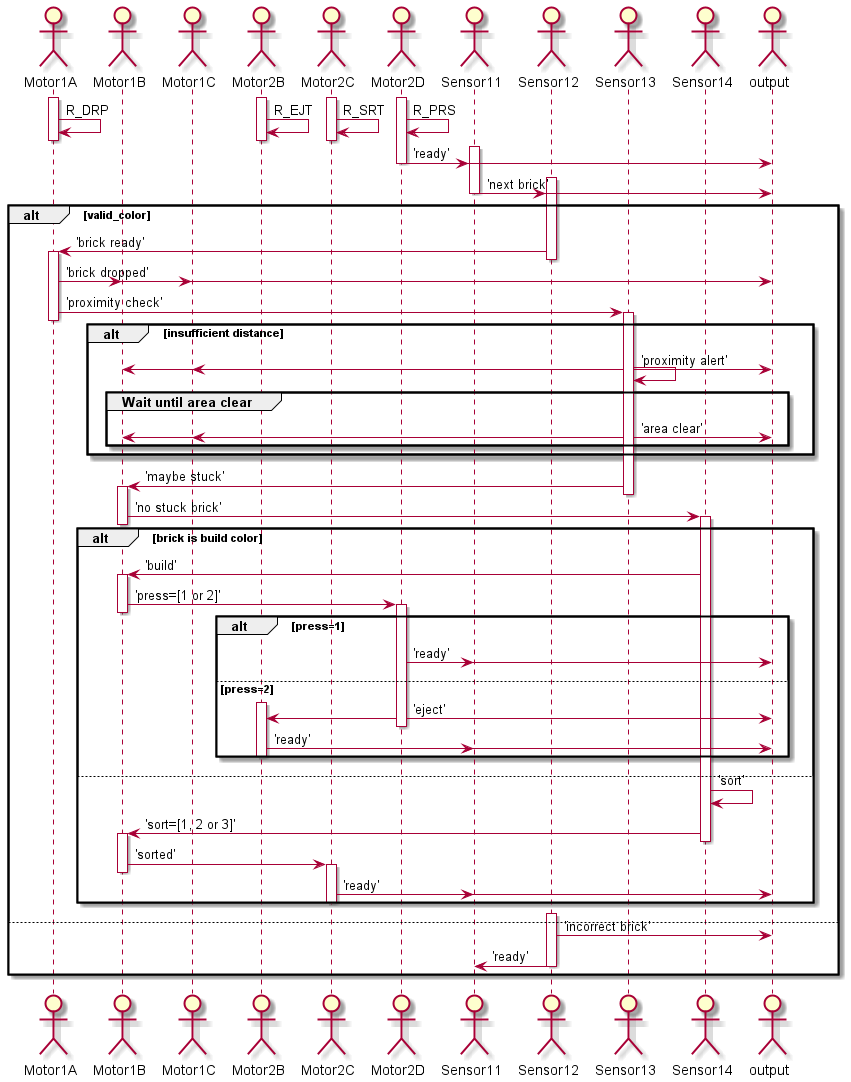 Motor1A Motor1B Motor1C Motor2B Motor2C Motor2D Sensor11 Sensor12 Sensor13 Sensor14 output
R_DRP R_EJT R_SRT R_PRS
'ready'
'next brick'
alt [valid_color]
'brick ready'
'brick dropped'
'proximity check'
alt [insufficient distance]
'proximity alert'
Wait until area clear
'area clear'
'maybe stuck'
'no stuck brick'
alt [brick is build color]
'build'
'press=[1 or 2]'
alt [press=1]
'ready'
[press=2]
'eject'
'ready'
'sort'
'sort=[1, 2 or 3]'
'sorted'
'ready'
'incorrect brick'
'ready'
Motor1A Motor1B Motor1C Motor2B Motor2C Motor2D Sensor11 Sensor12 Sensor13 Sensor14 output